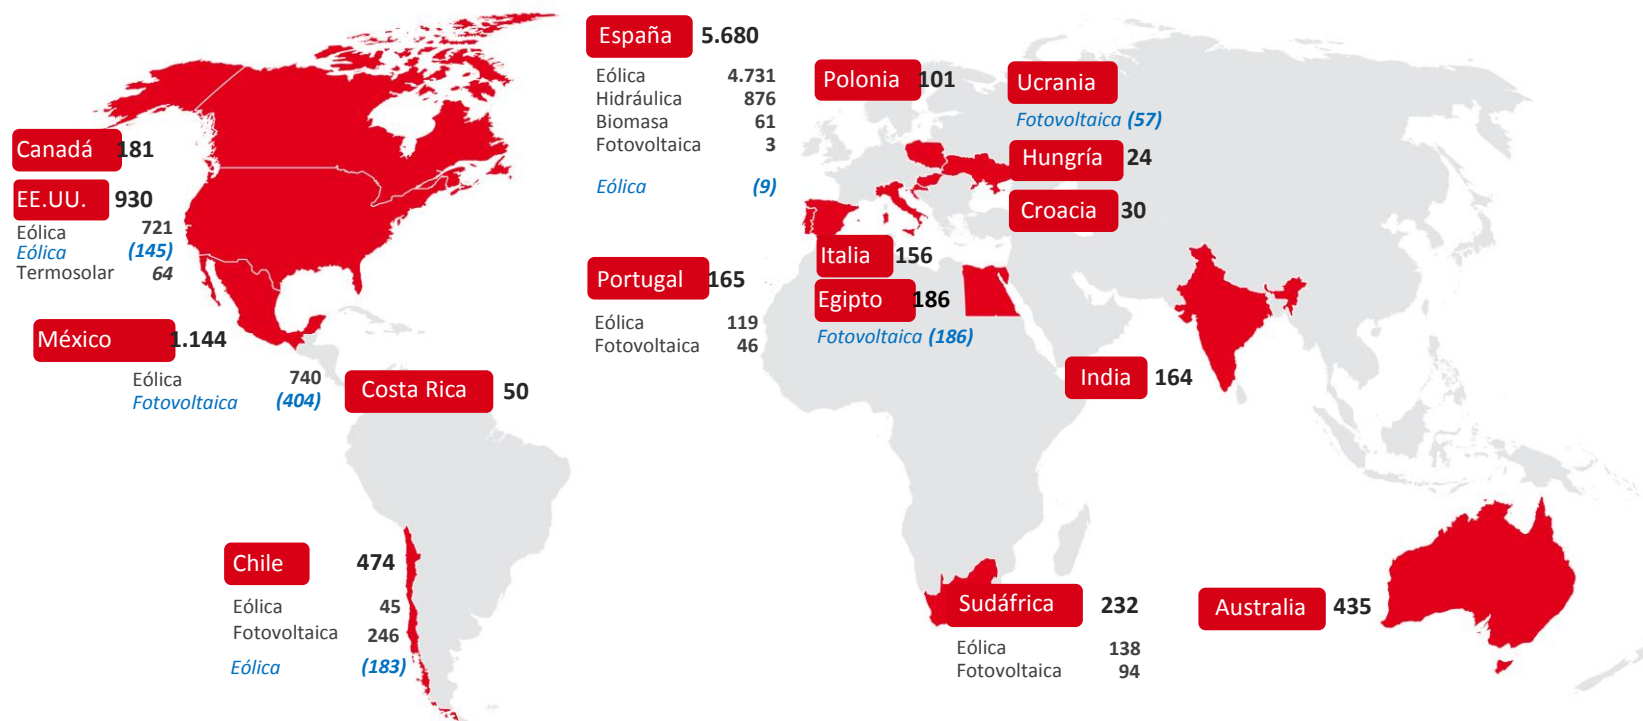 Canadá 181
EE.UU. 930
Eólica 721
Eólica (145)
Termosolar 64
México 1.144
Eólica 740
Fotovoltaica (404)
Costa Rica 50
Chile 474
Eólica 45
Fotovoltaica 246
Eólica (183)
España 5.680
Eólica 4.731
Hidráulica 876
Biomasa 61
Fotovoltaica 3
Eólica (9)
Portugal 165
Eólica 119
Fotovoltaica 46
Polonia 101
Ucrania
Fotovoltaica (57)
Hungría 24
Croacia 30
Italia 156
Egipto 186
Fotovoltaica (186)
India 164
Sudáfrica 232
Eólica 138
Fotovoltaica 94
Australia 435